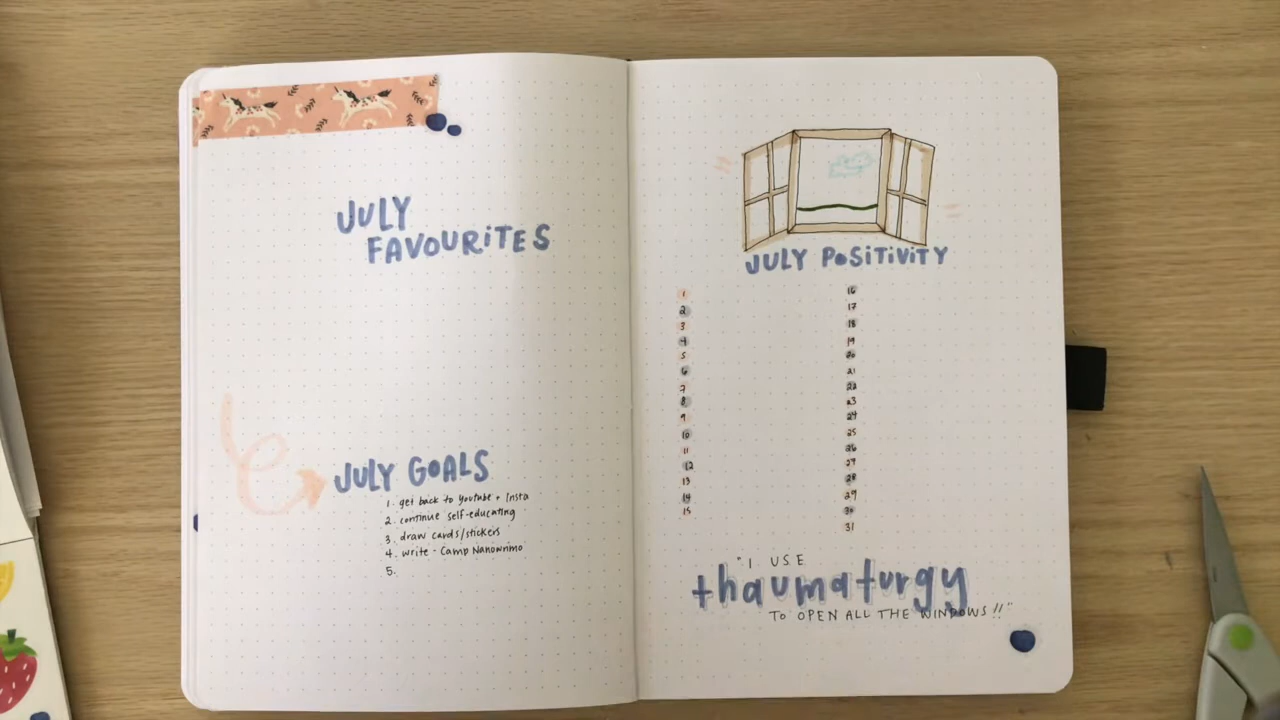 JULY
FAVOURITES
JULY GOALS
1. get back to Youtube + Insta
2. continue self-educating
3. draw cards/stickers
4. write - Camp Nanowrimo
5.
JULY POSITIVITY
1
2
3
4
5
6
7
8
9
10
11
12
13
14
15
16
17
18
19
20
21
22
23
24
25
26
27
28
29
30
31
"I USE
thaumaturgy
TO OPEN ALL THE WINDOWS!!"